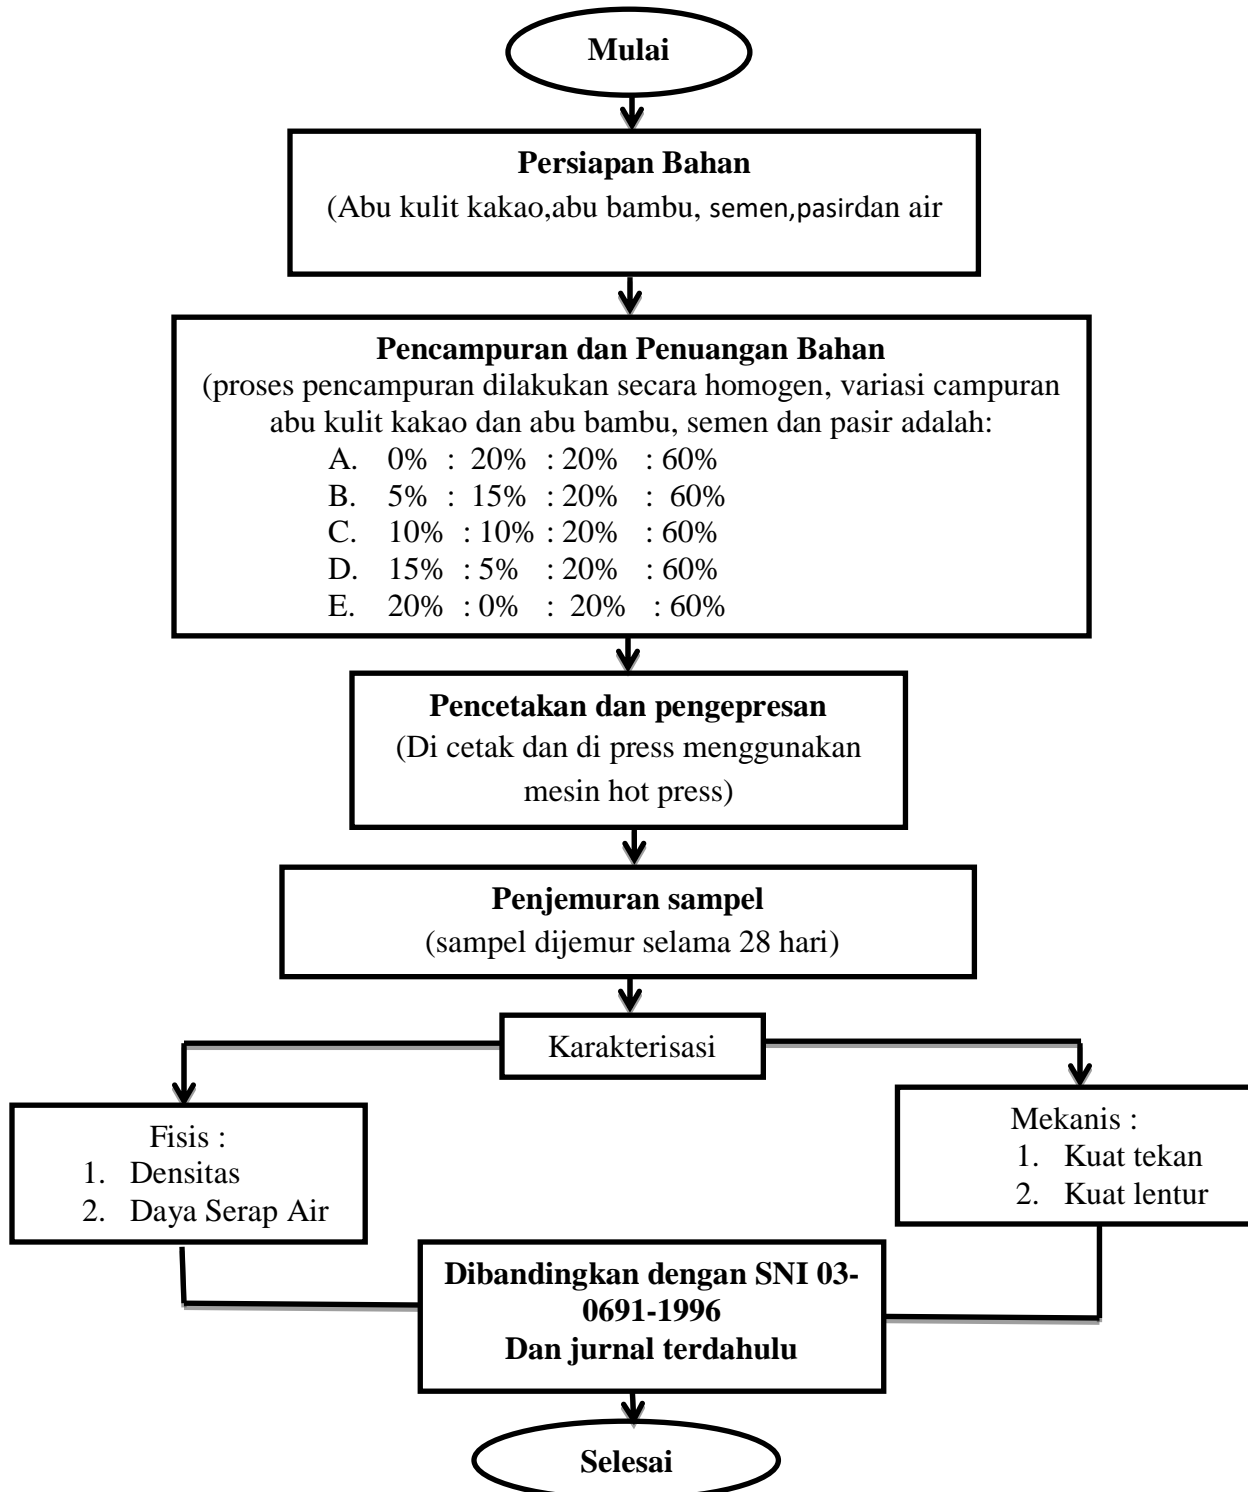 Mulai
Persiapan Bahan
(Abu kulit kakao,abu bambu, semen,pasirdan air
Pencampuran dan Penuangan Bahan
(proses pencampuran dilakukan secara homogen, variasi campuran
abu kulit kakao dan abu bambu, semen dan pasir adalah:
A. 0% : 20% : 20% : 60%
B. 5% : 15% : 20% : 60%
C. 10% : 10% : 20% : 60%
D. 15% : 5% : 20% : 60%
E. 20% : 0% : 20% : 60%
Pencetakan dan pengepresan
(Di cetak dan di press menggunakan
mesin hot press)
Penjemuran sampel
(sampel dijemur selama 28 hari)
Karakterisasi
Fisis :
1. Densitas
2. Daya Serap Air
Mekanis :
1. Kuat tekan
2. Kuat lentur
Dibandingkan dengan SNI 03-
0691-1996
Dan jurnal terdahulu
Selesai